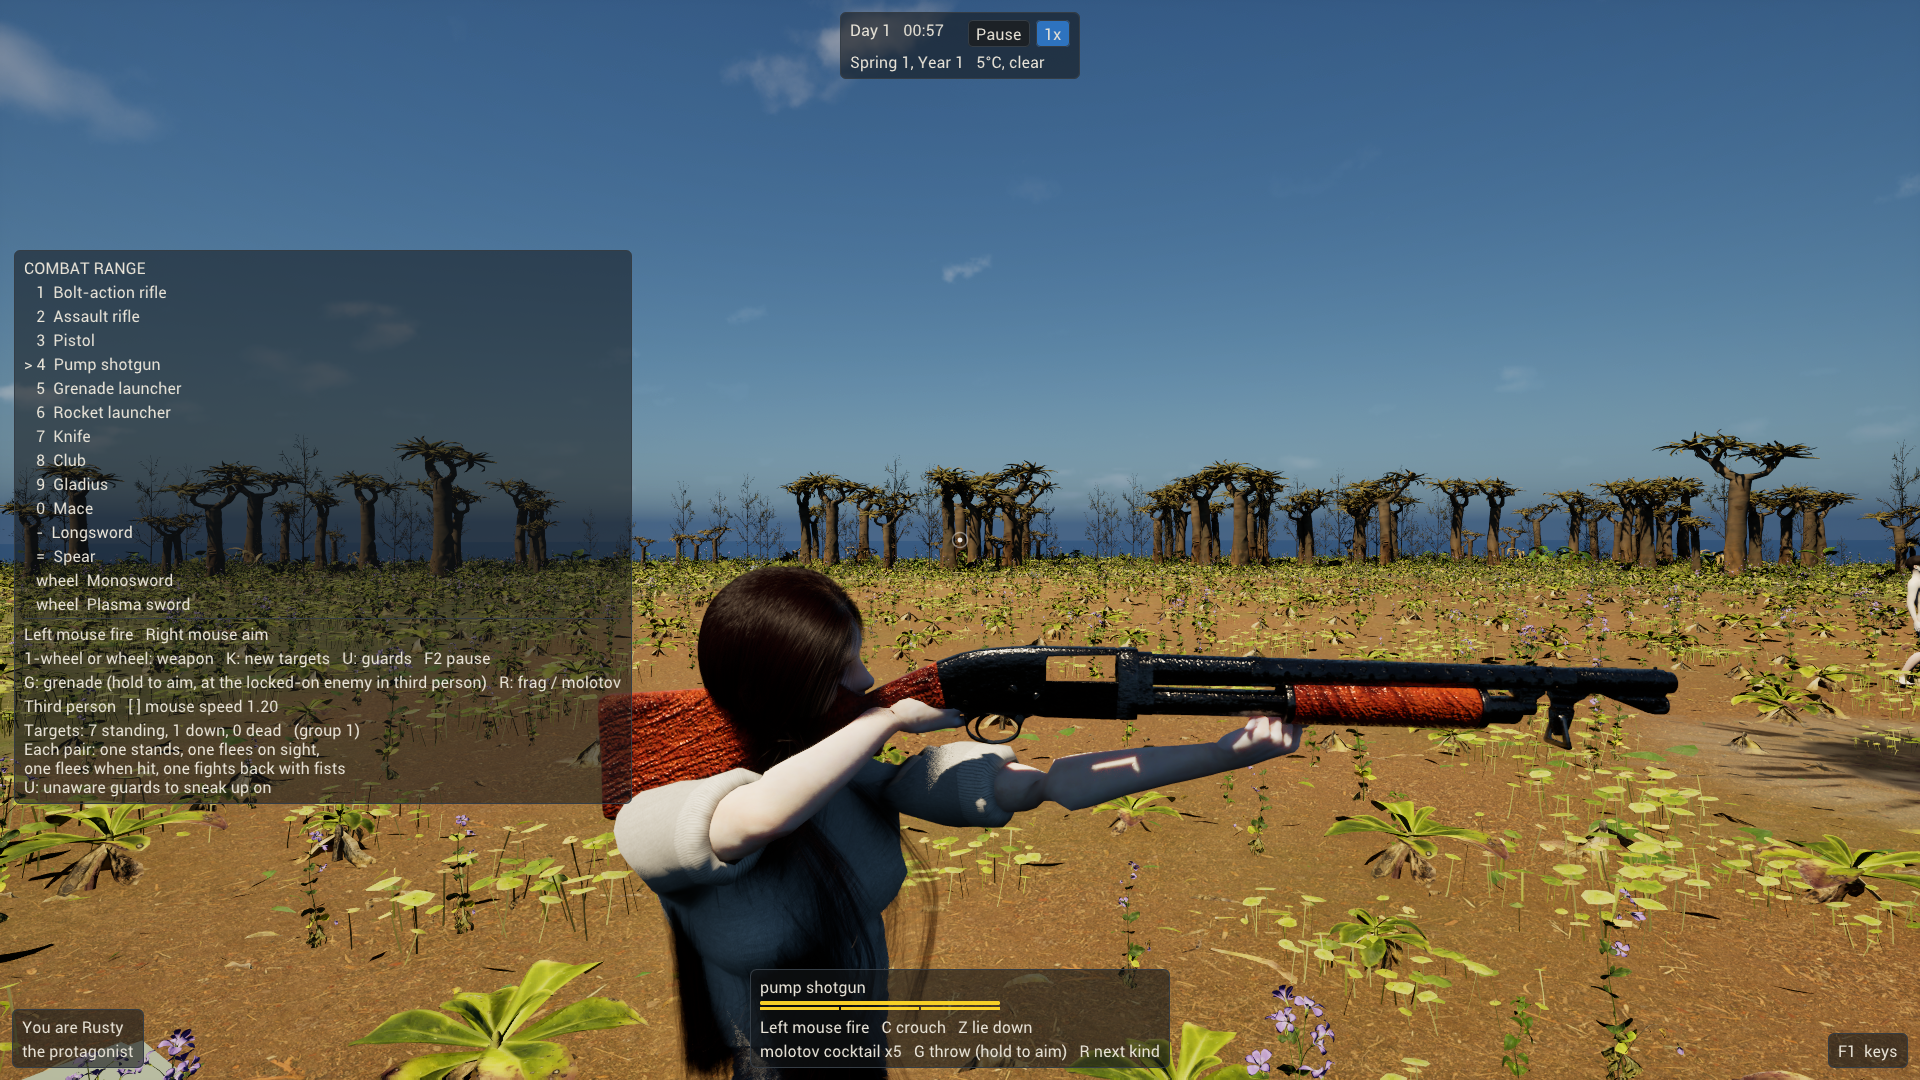 Day 1 00:57 Pause 1x
Spring 1, Year 1 5°C, clear
COMBAT RANGE
1 Bolt-action rifle
2 Assault rifle
3 Pistol
> 4 Pump shotgun
5 Grenade launcher
6 Rocket launcher
7 Knife
8 Club
9 Gladius
0 Mace
- Longsword
= Spear
wheel Monosword
wheel Plasma sword
Left mouse fire Right mouse aim
1-wheel or wheel: weapon K: new targets U: guards F2 pause
G: grenade (hold to aim, at the locked-on enemy in third person) R: frag / molotov
Third person [ ] mouse speed 1.20
Targets: 7 standing, 1 down, 0 dead (group 1)
Each pair: one stands, one flees on sight,
one flees when hit, one fights back with fists
U: unaware guards to sneak up on
pump shotgun
Left mouse fire C crouch Z lie down
molotov cocktail x5 G throw (hold to aim) R next kind
You are Rusty
the protagonist
F1 keys